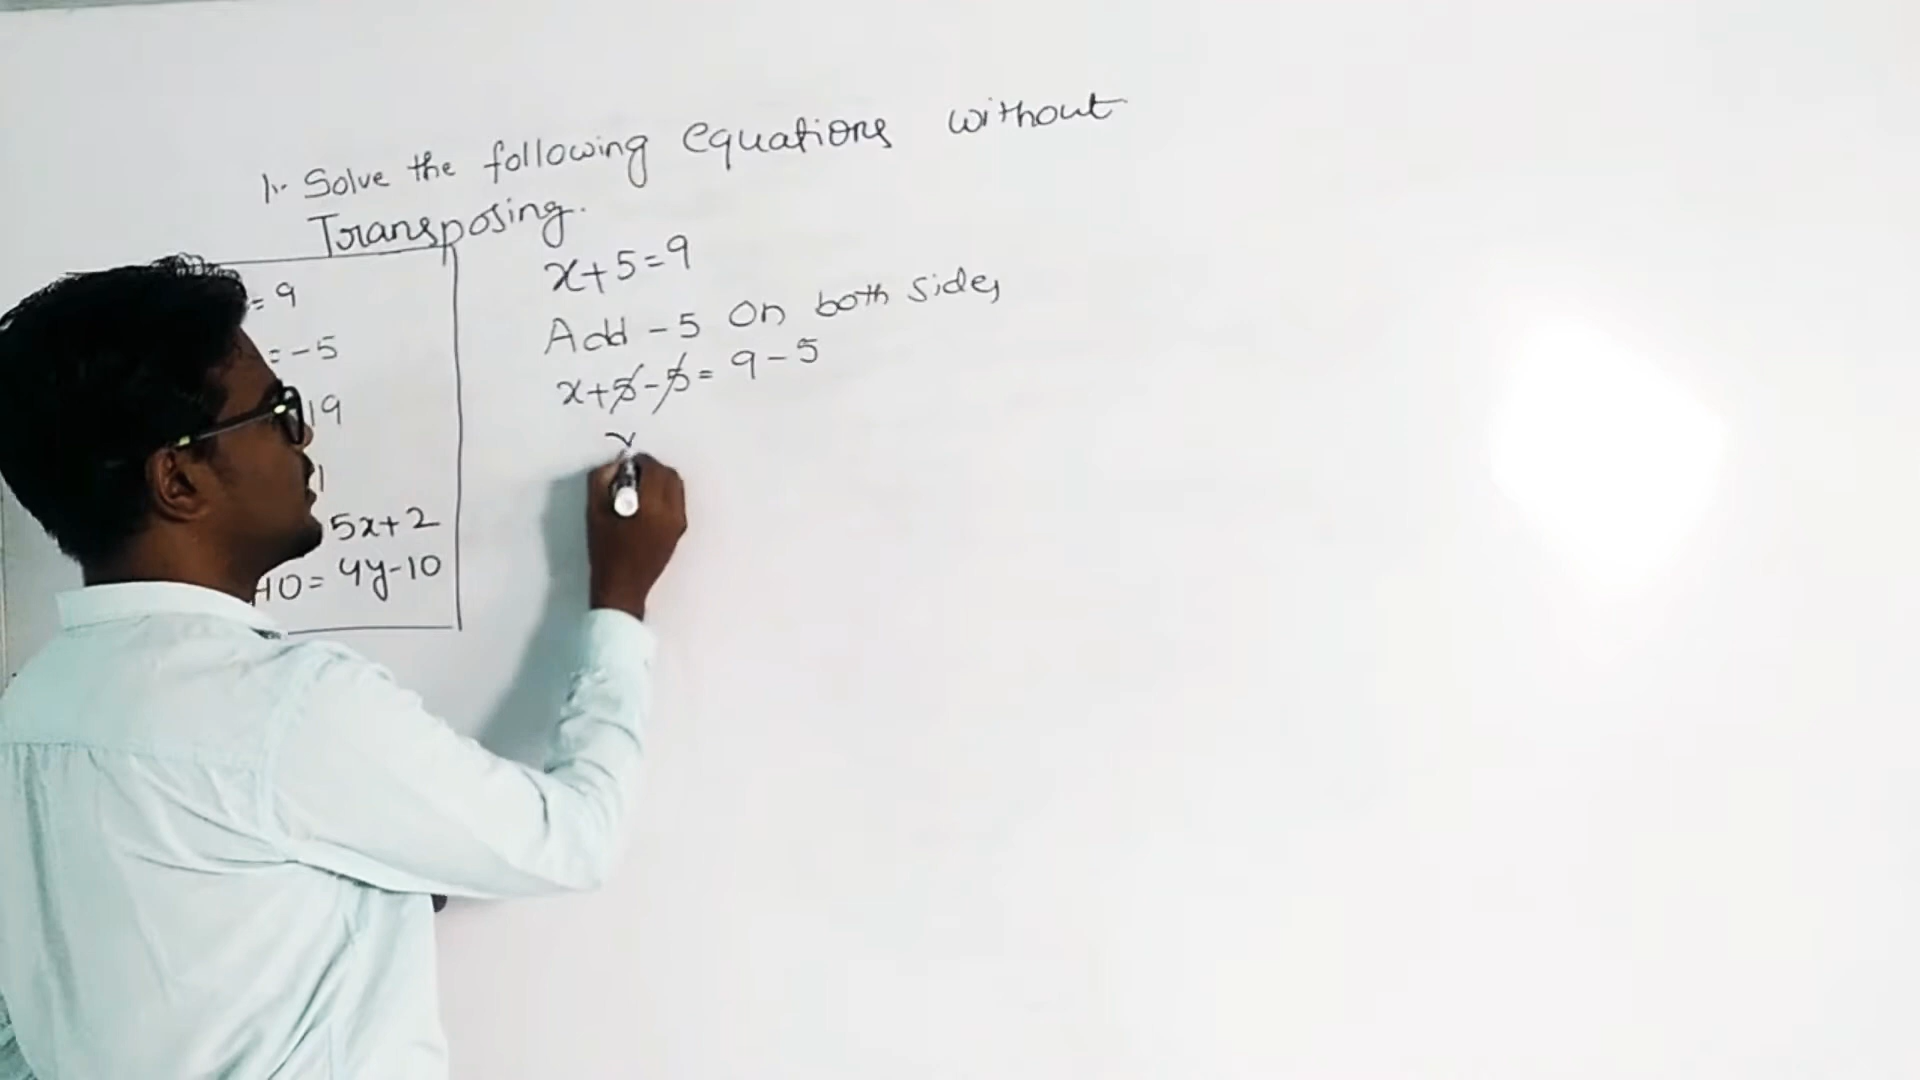 1. Solve the following equations without
Transposing.
= 9
= -5
19
1
5x+2
+10 = 4y-10
x+5=9
Add -5 on both sides
x+5-5= 9-5
x